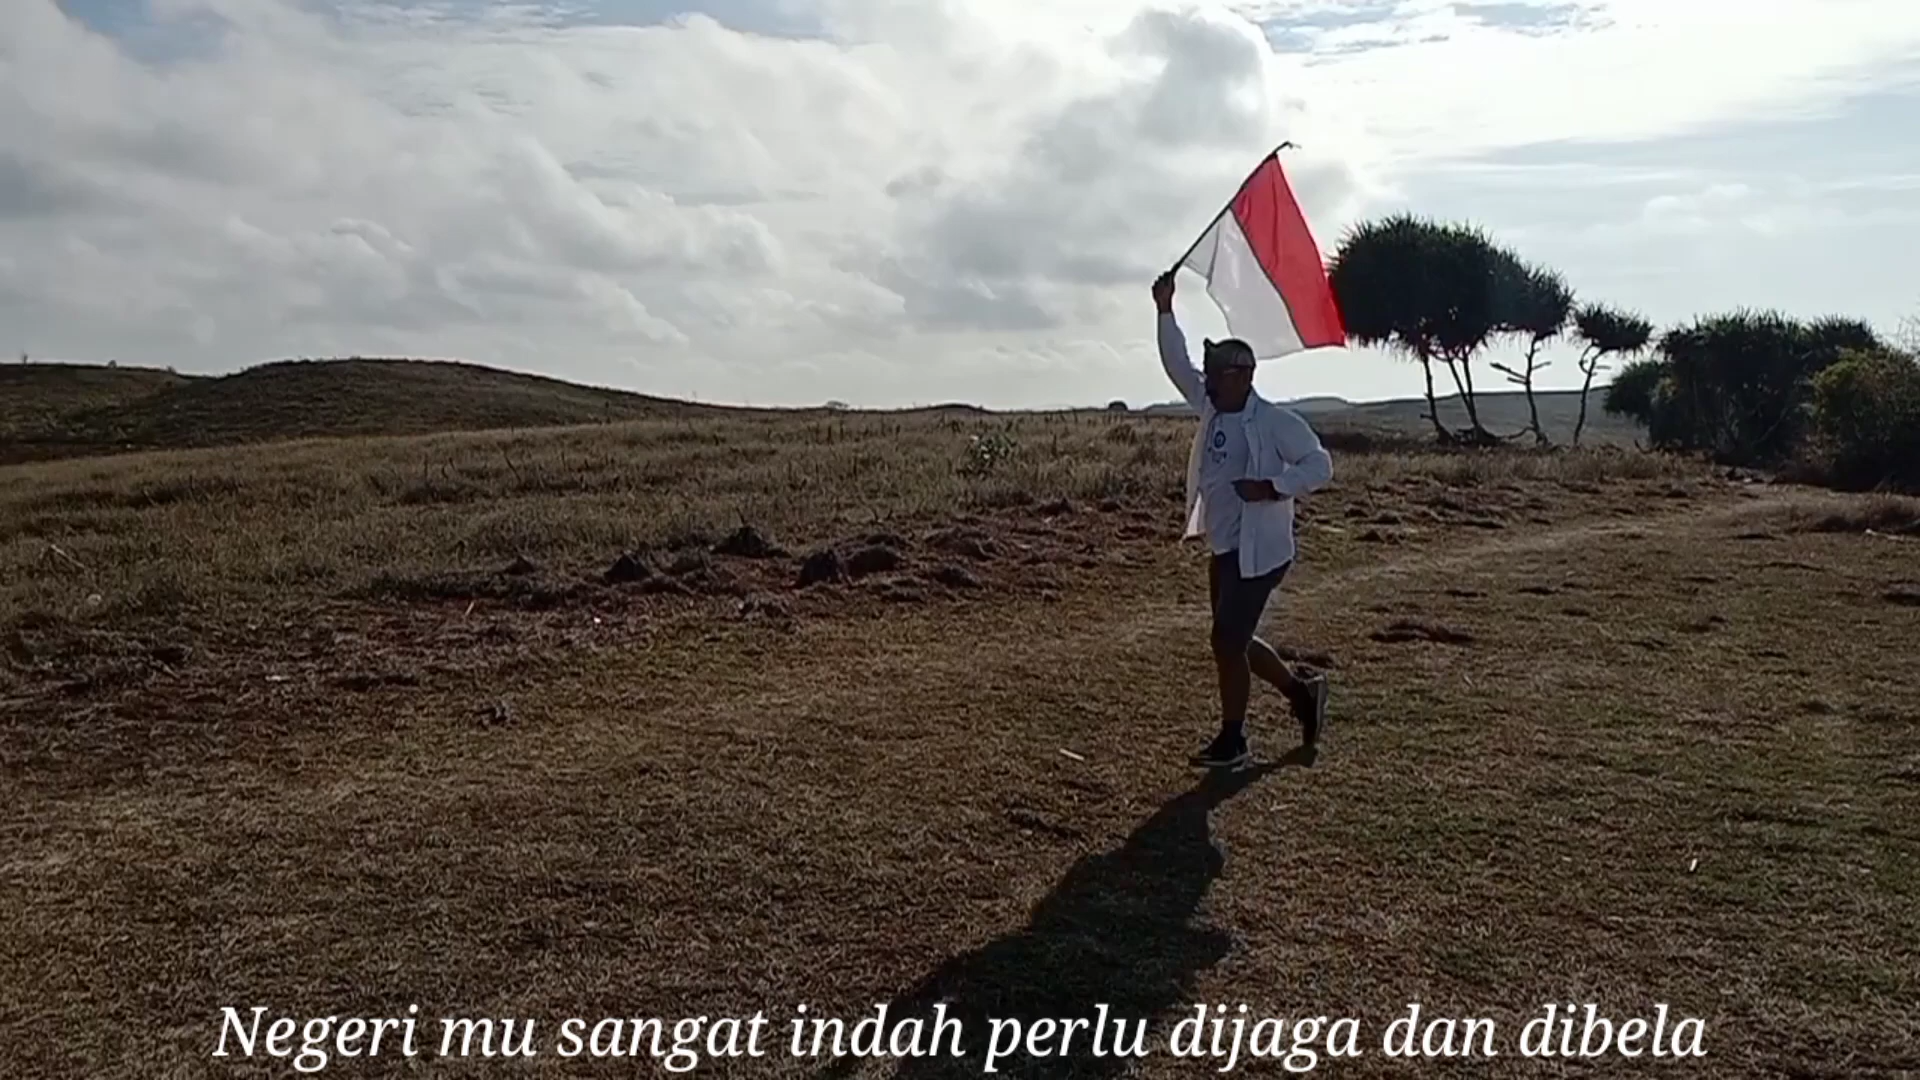 Negeri mu sangat indah perlu dijaga dan dibela